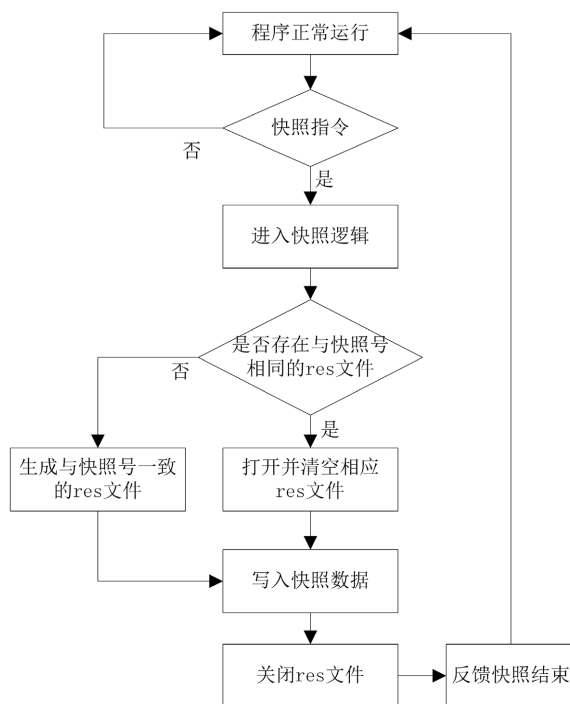 程序正常运行
快照指令
否
是
进入快照逻辑
是否存在与快照号
相同的res文件
否
是
生成与快照号一致
的res文件
打开并清空相应
res文件
写入快照数据
关闭res文件
反馈快照结束